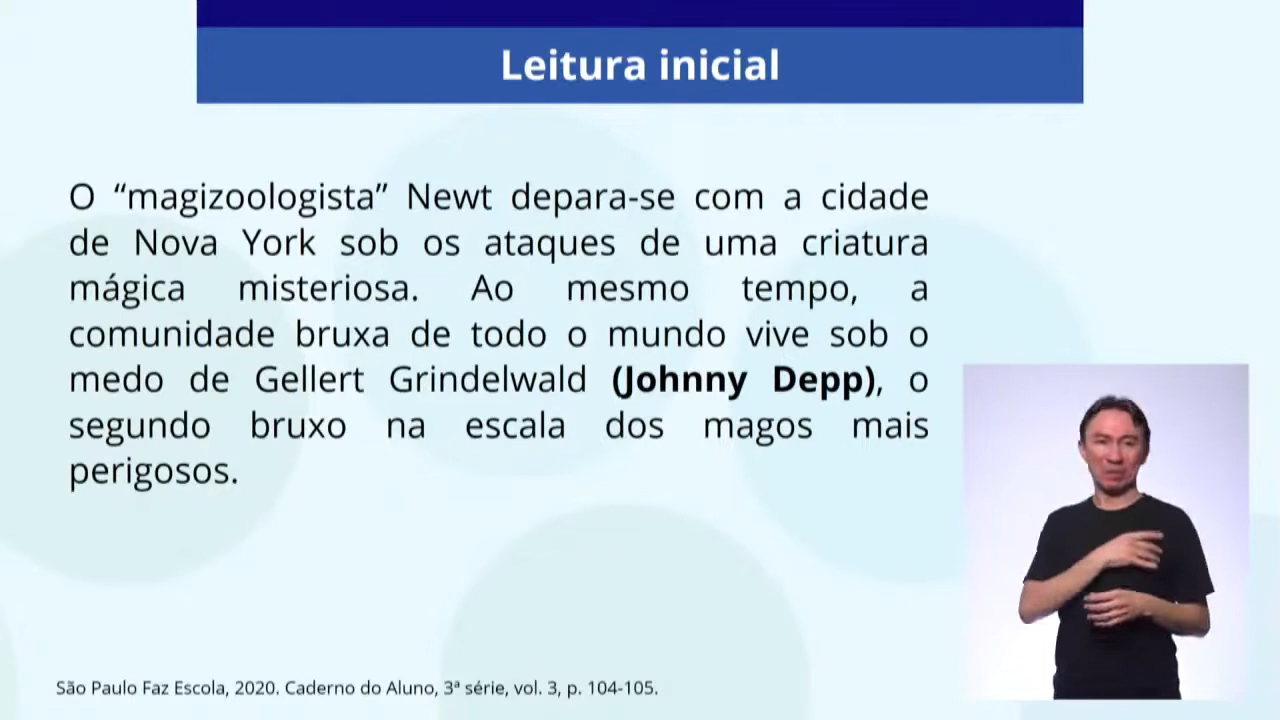 Leitura inicial
O “magizoologista” Newt depara-se com a cidade
de Nova York sob os ataques de uma criatura
mágica misteriosa. Ao mesmo tempo, a
comunidade bruxa de todo o mundo vive sob o
medo de Gellert Grindelwald (Johnny Depp), o
segundo bruxo na escala dos magos mais
perigosos.
São Paulo Faz Escola, 2020. Caderno do Aluno, 3ª série, vol. 3, p. 104-105.